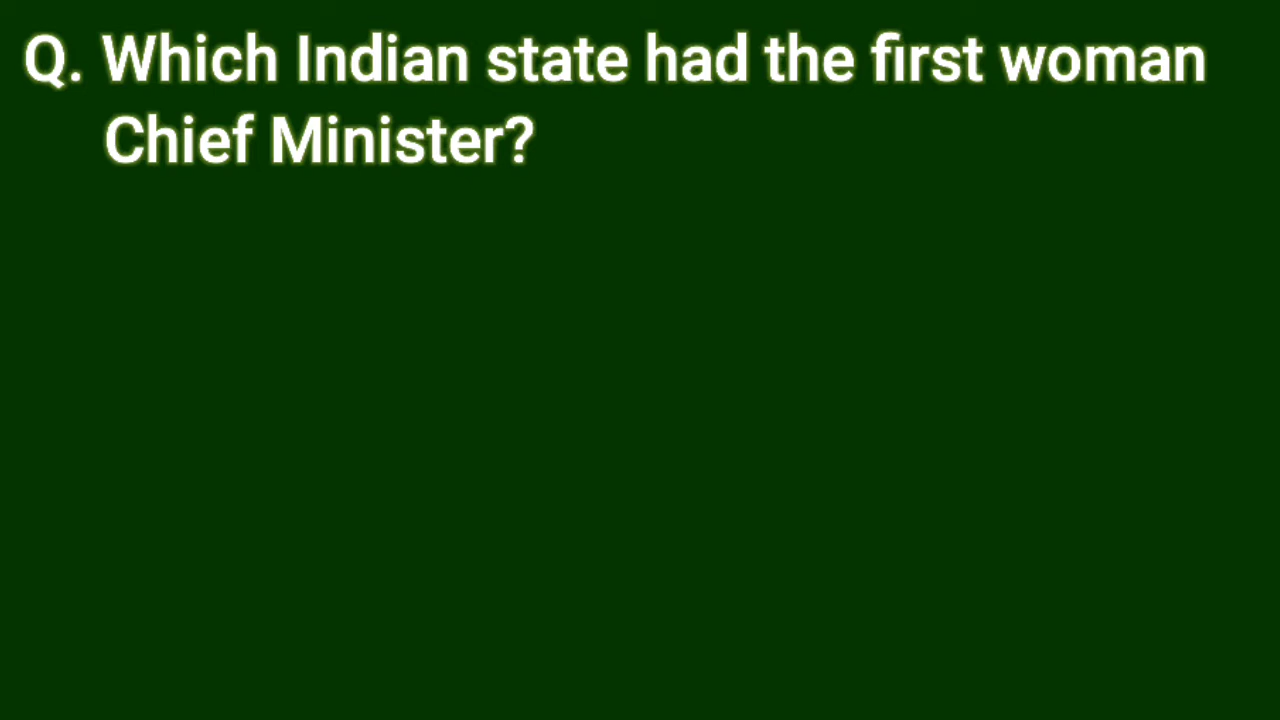 Q. Which Indian state had the first woman
Chief Minister?